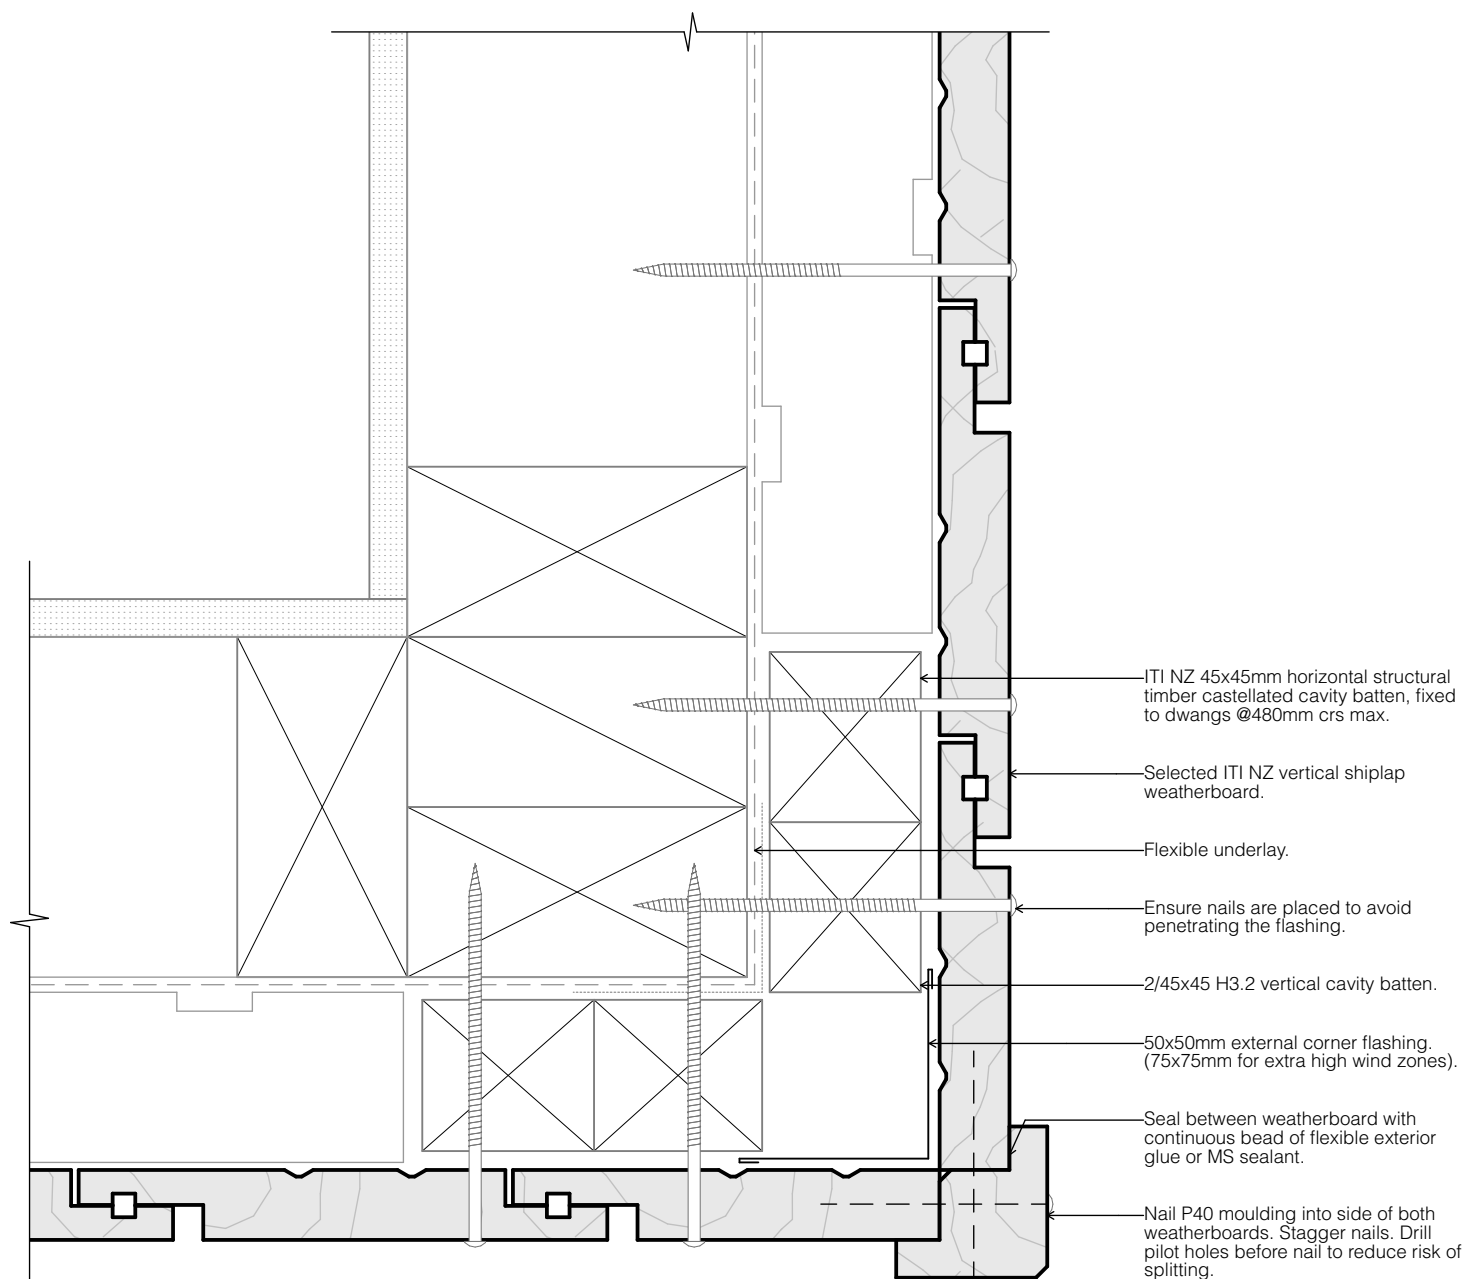 ITI NZ 45x45mm horizontal structural
timber castellated cavity batten, fixed
to dwangs @480mm crs max.
Selected ITI NZ vertical shiplap
weatherboard.
Flexible underlay.
Ensure nails are placed to avoid
penetrating the flashing.
2/45x45 H3.2 vertical cavity batten.
50x50mm external corner flashing.
(75x75mm for extra high wind zones).
Seal between weatherboard with
continuous bead of flexible exterior
glue or MS sealant.
Nail P40 moulding into side of both
weatherboards. Stagger nails. Drill
pilot holes before nail to reduce risk of
splitting.